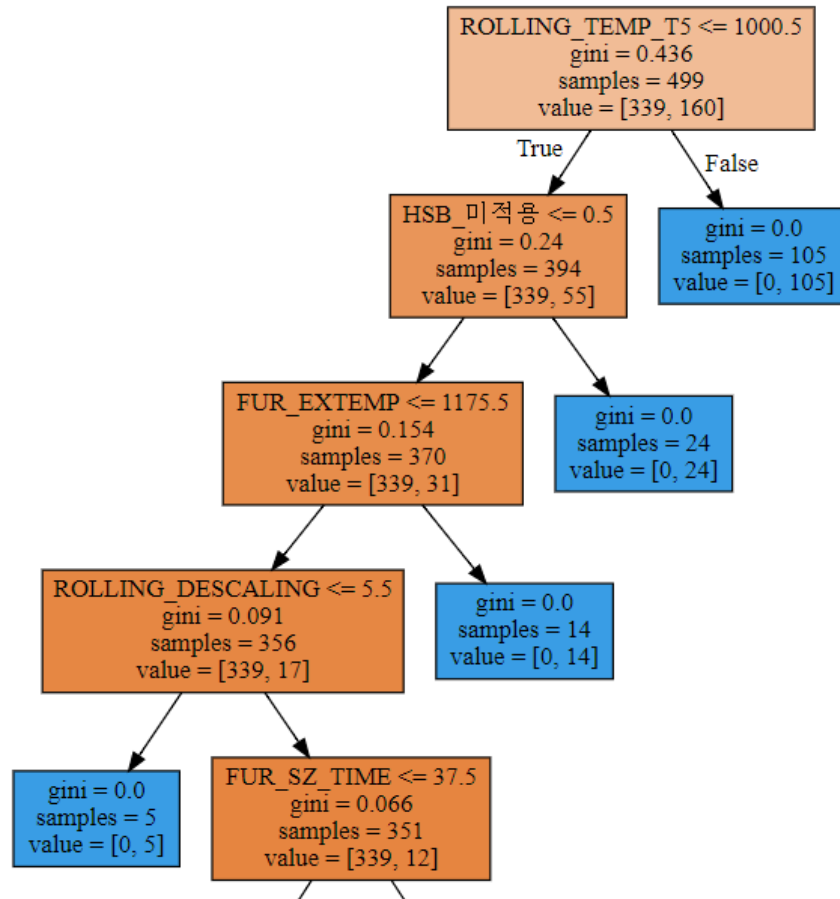 ROLLING_TEMP_T5 <= 1000.5
gini = 0.436
samples = 499
value = [339, 160]
True
False
HSB_미적용 <= 0.5
gini = 0.24
samples = 394
value = [339, 55]
gini = 0.0
samples = 105
value = [0, 105]
FUR_EXTEMP <= 1175.5
gini = 0.154
samples = 370
value = [339, 31]
gini = 0.0
samples = 24
value = [0, 24]
ROLLING_DESCALING <= 5.5
gini = 0.091
samples = 356
value = [339, 17]
gini = 0.0
samples = 14
value = [0, 14]
gini = 0.0
samples = 5
value = [0, 5]
FUR_SZ_TIME <= 37.5
gini = 0.066
samples = 351
value = [339, 12]